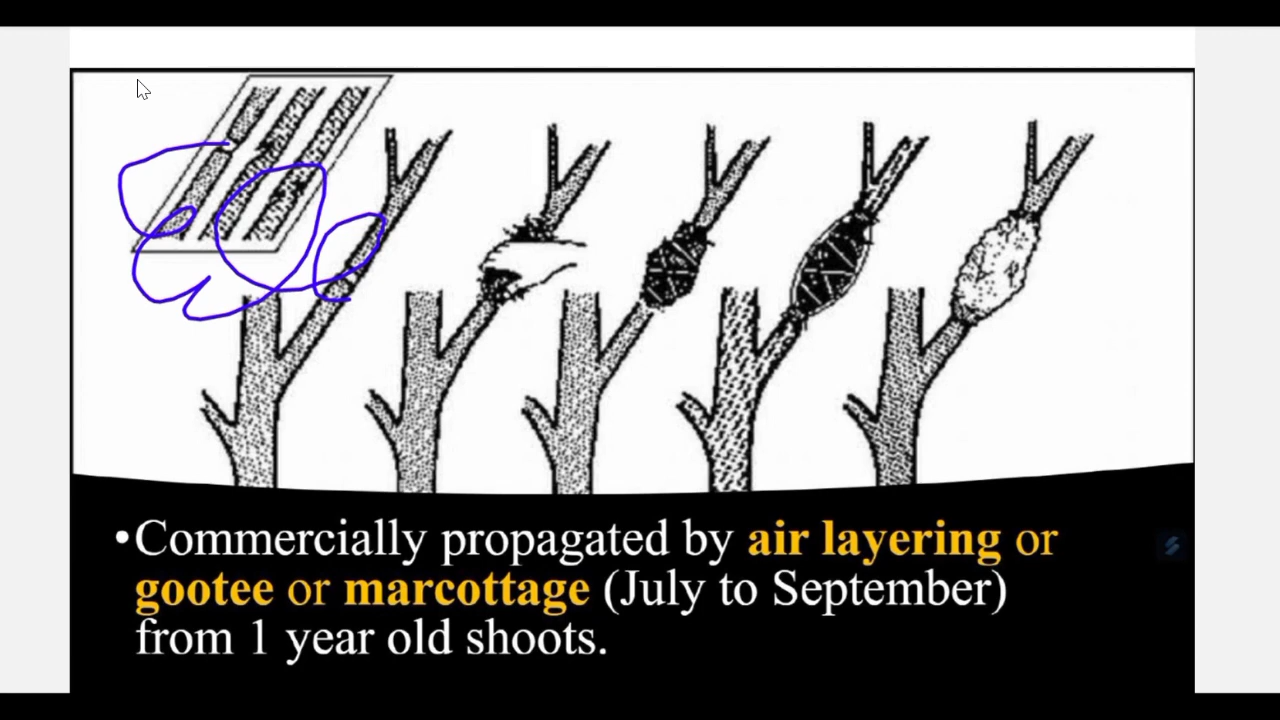 •Commercially propagated by air layering or
gootee or marcottage (July to September)
from 1 year old shoots.